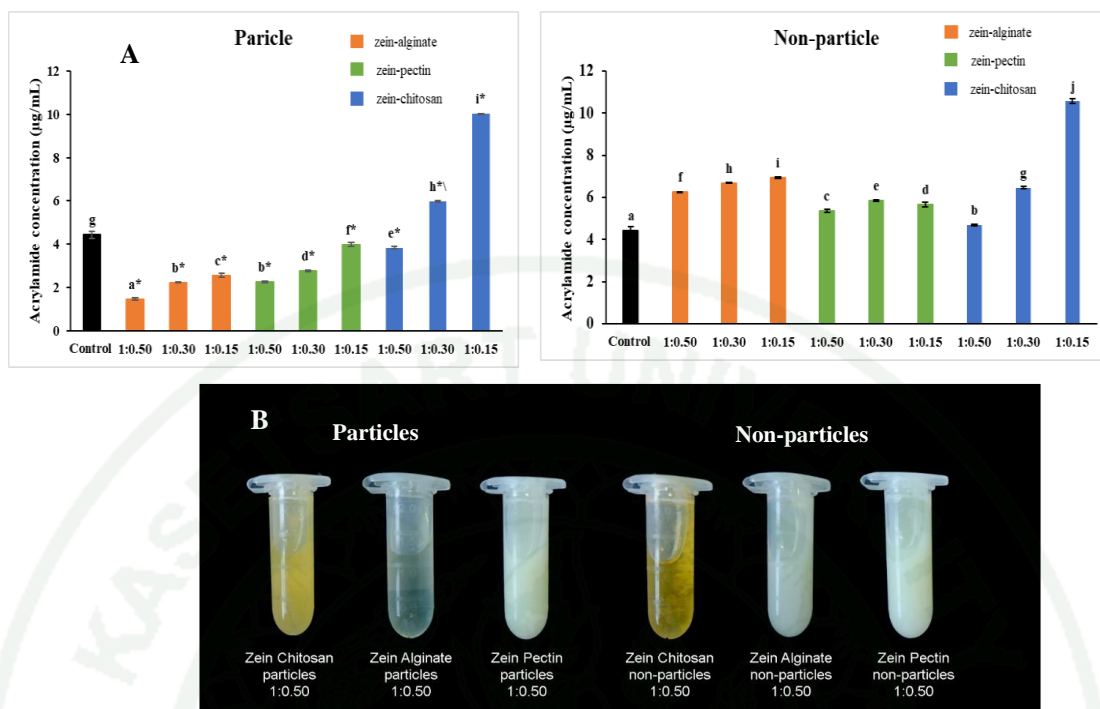 A
Paricle
zein-alginate
zein-pectin
zein-chitosan
Acrylamide concentration (µg/mL)
12
10
8
6
4
2
0
g
a*
b*
c*
b*
d*
f*
e*
h*\
i*
Control 1:0.50 1:0.30 1:0.15 1:0.50 1:0.30 1:0.15 1:0.50 1:0.30 1:0.15
Non-particle
zein-alginate
zein-pectin
zein-chitosan
Acrylamide concentration (µg/mL)
12
10
8
6
4
2
0
a
f
h
i
c
e
d
b
g
j
Control 1:0.50 1:0.30 1:0.15 1:0.50 1:0.30 1:0.15 1:0.50 1:0.30 1:0.15
B
Particles
Non-particles
Zein Chitosan
particles
1:0.50
Zein Alginate
particles
1:0.50
Zein Pectin
particles
1:0.50
Zein Chitosan
non-particles
1:0.50
Zein Alginate
non-particles
1:0.50
Zein Pectin
non-particles
1:0.50